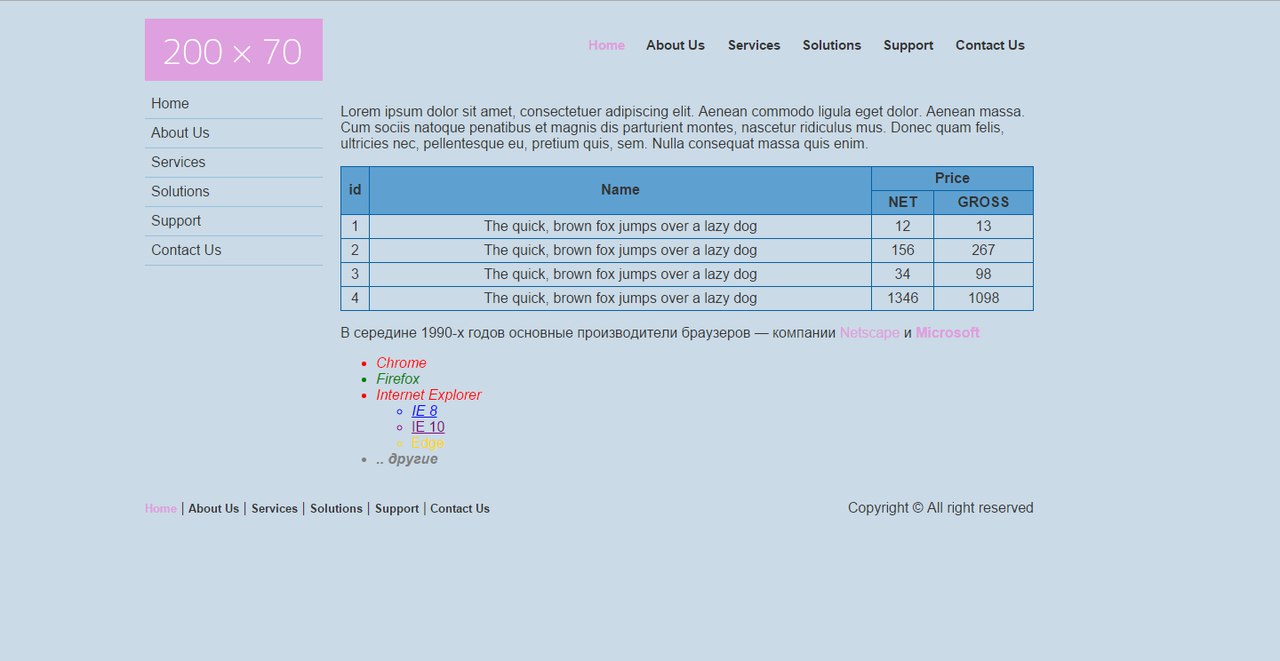 200 × 70
Home About Us Services Solutions Support Contact Us
Home
About Us
Services
Solutions
Support
Contact Us
Lorem ipsum dolor sit amet, consectetuer adipiscing elit. Aenean commodo ligula eget dolor. Aenean massa.
Cum sociis natoque penatibus et magnis dis parturient montes, nascetur ridiculus mus. Donec quam felis,
ultricies nec, pellentesque eu, pretium quis, sem. Nulla consequat massa quis enim.
id Name Price
NET GROSS
1 The quick, brown fox jumps over a lazy dog 12 13
2 The quick, brown fox jumps over a lazy dog 156 267
3 The quick, brown fox jumps over a lazy dog 34 98
4 The quick, brown fox jumps over a lazy dog 1346 1098
В середине 1990-х годов основные производители браузеров — компании Netscape и Microsoft
Chrome
Firefox
Internet Explorer
IE 8
IE 10
Edge
.. другие
Home | About Us | Services | Solutions | Support | Contact Us
Copyright © All right reserved